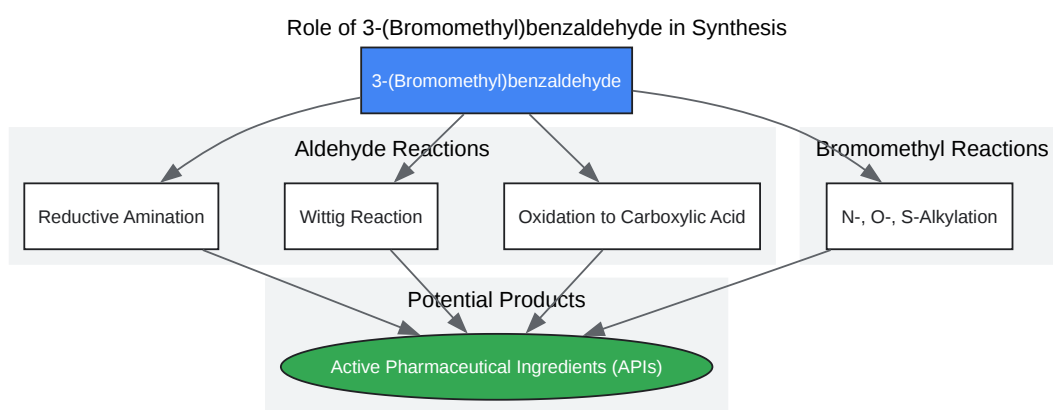 Role of 3-(Bromomethyl)benzaldehyde in Synthesis
3-(Bromomethyl)benzaldehyde
Aldehyde Reactions
Bromomethyl Reactions
Reductive Amination
Wittig Reaction
Oxidation to Carboxylic Acid
N-, O-, S-Alkylation
Potential Products
Active Pharmaceutical Ingredients (APIs)